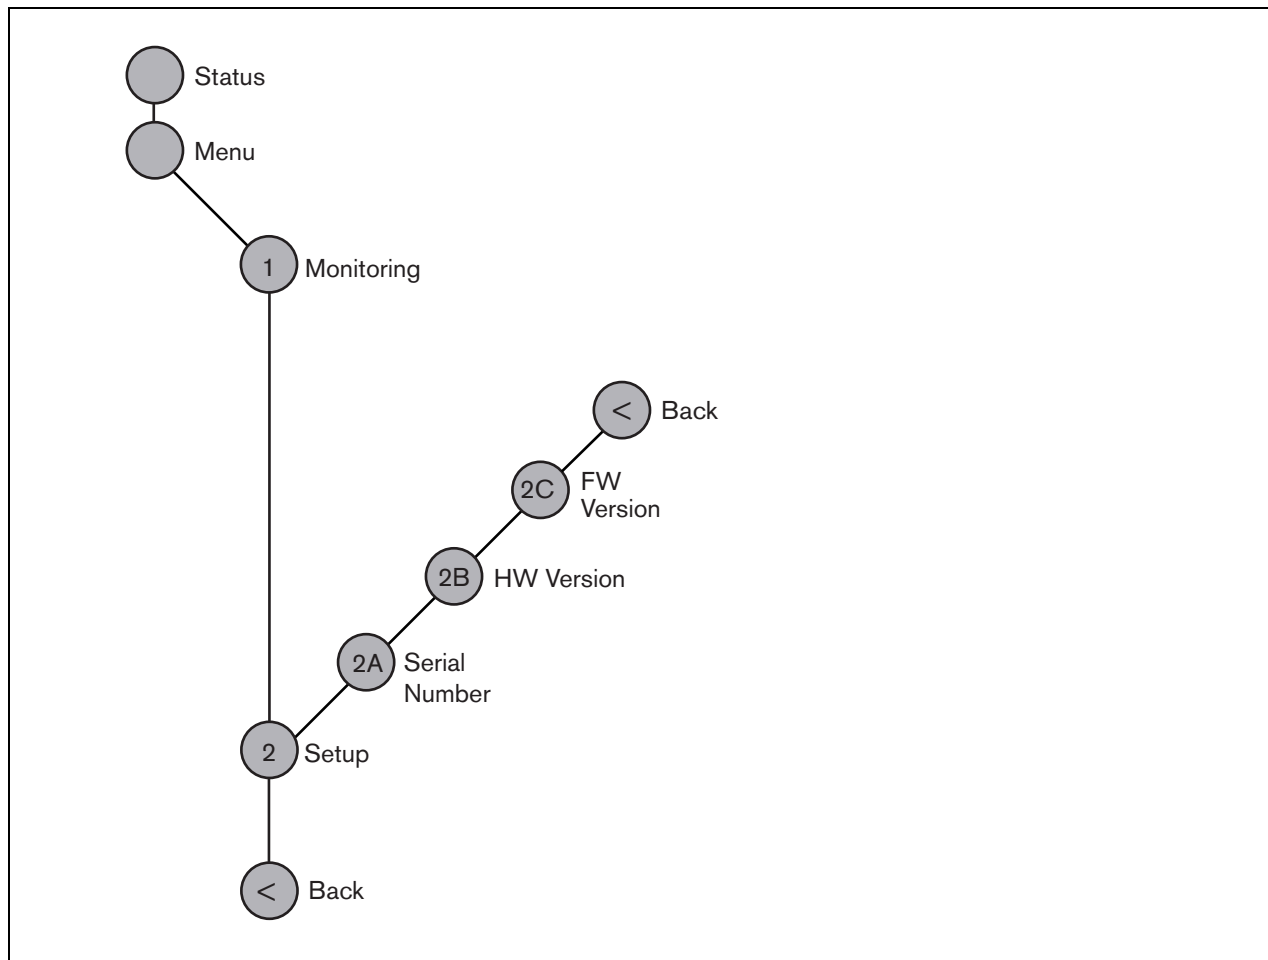 Status
Menu
1 Monitoring
< Back
2C FW
Version
2B HW Version
2A Serial
Number
2 Setup
< Back